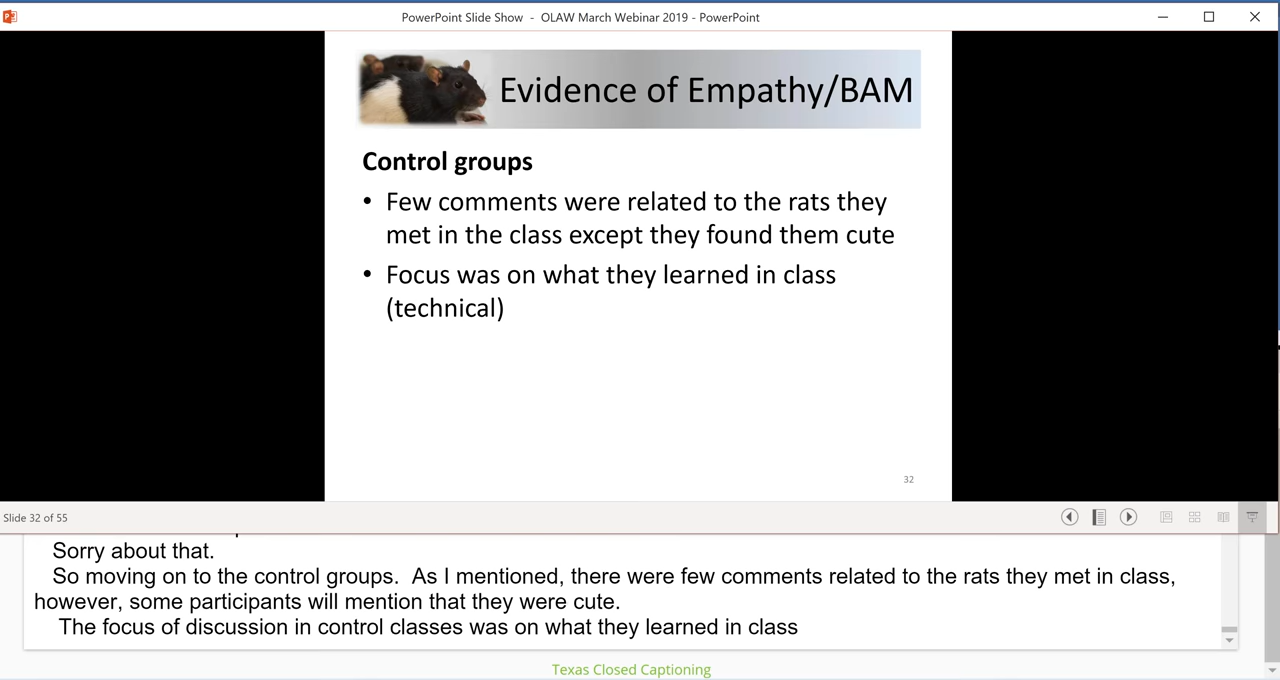 PowerPoint Slide Show - OLAW March Webinar 2019 - PowerPoint
Evidence of Empathy/BAM
Control groups
• Few comments were related to the rats they
met in the class except they found them cute
• Focus was on what they learned in class
(technical)
32
Slide 32 of 55
Sorry about that.
So moving on to the control groups. As I mentioned, there were few comments related to the rats they met in class,
however, some participants will mention that they were cute.
The focus of discussion in control classes was on what they learned in class
Texas Closed Captioning